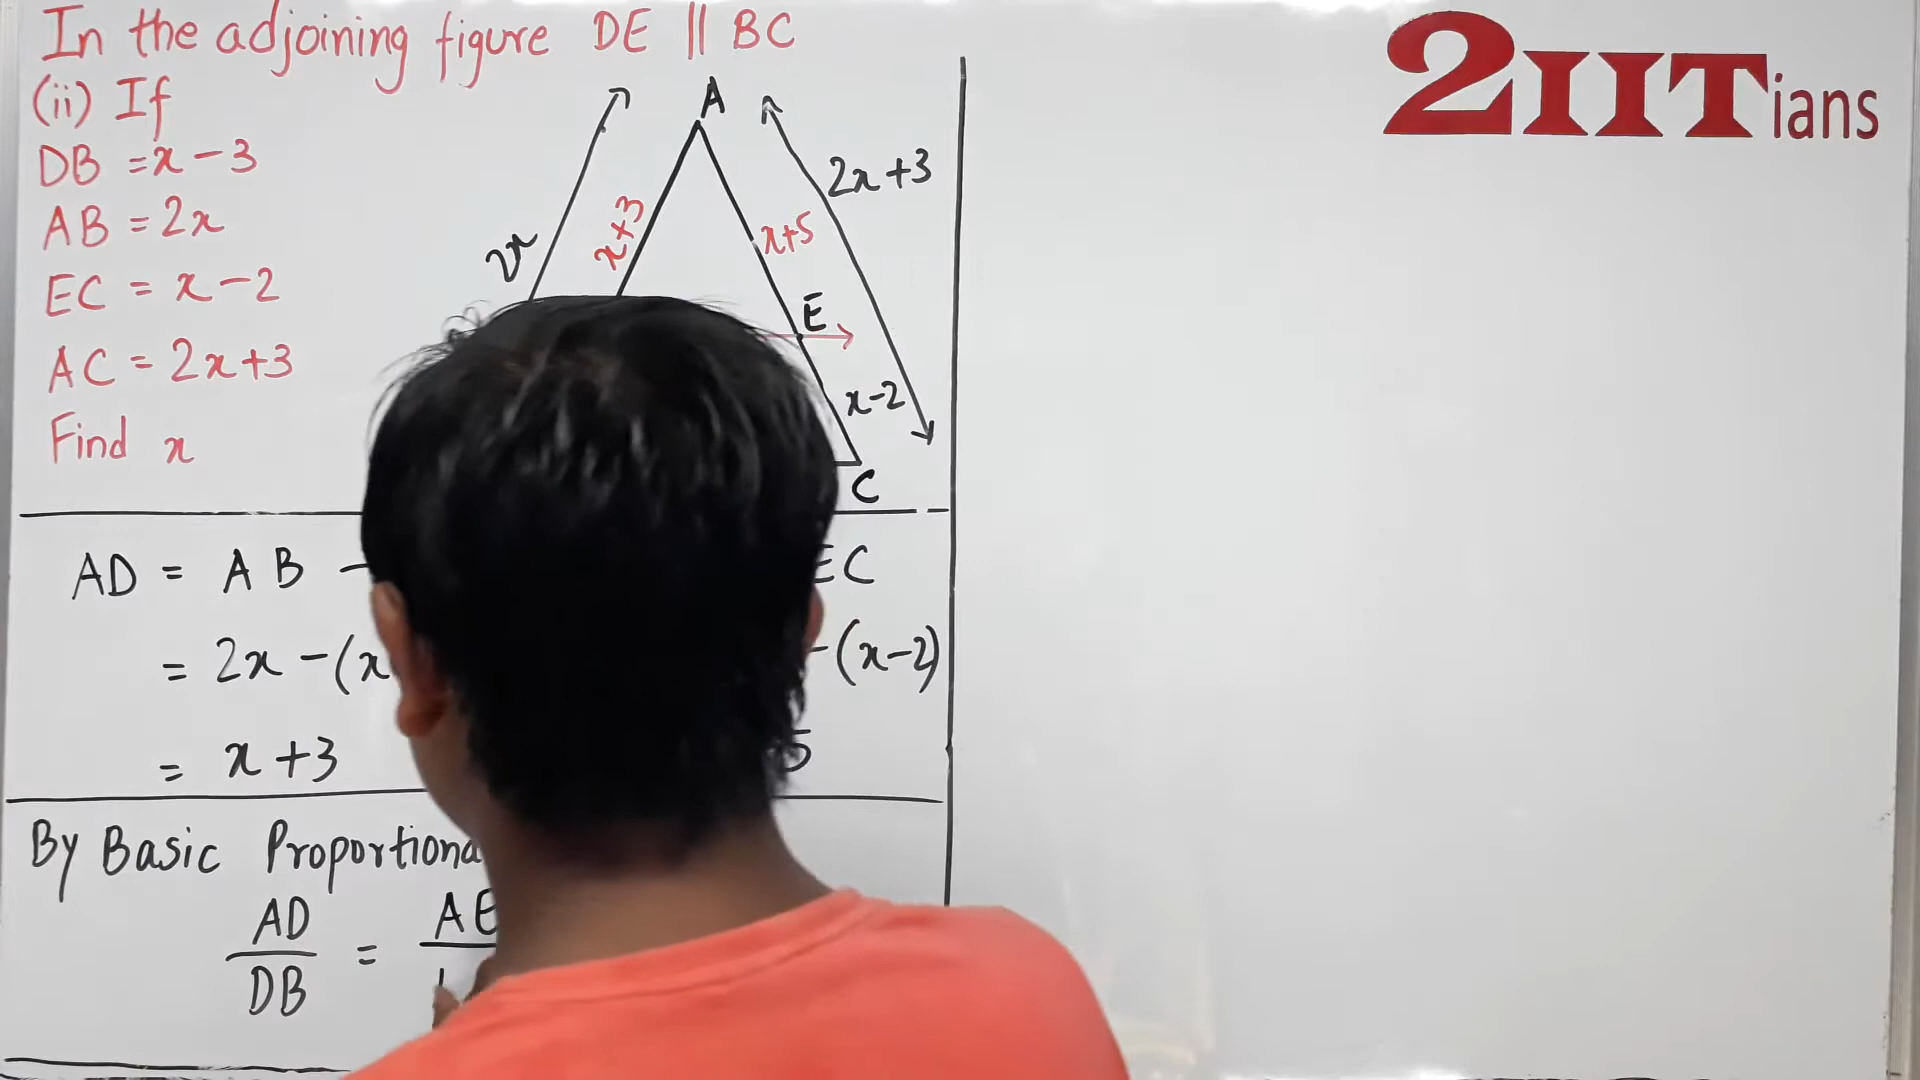 In the adjoining figure DE || BC
2IITians
(ii) If
DB = x - 3
AB = 2x
EC = x - 2
AC = 2x + 3
Find x
A
2x + 3
2x
x+3
x+5
E
x-2
C
AD = AB - EC
= 2x - (x - (x-2)
= x + 3 5
By Basic
AD = AE
DB